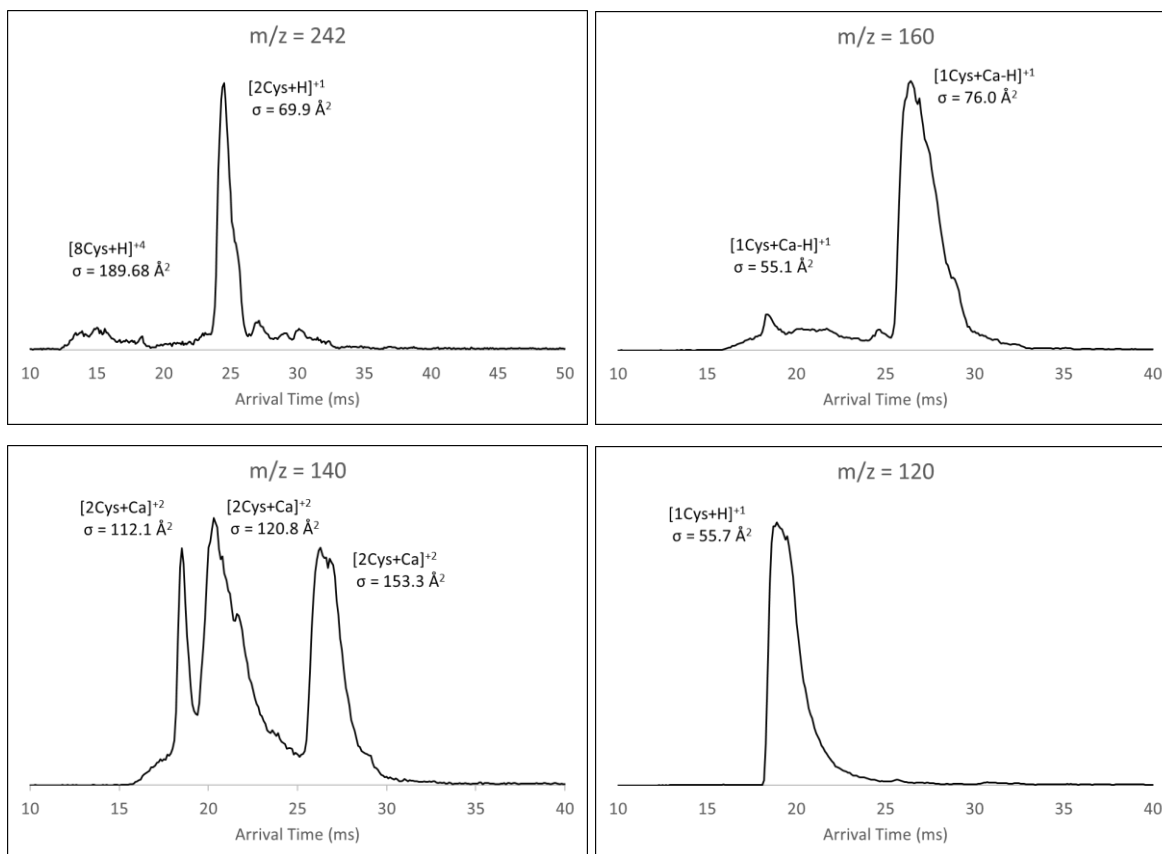 m/z = 242
[2Cys+H]⁺¹
σ = 69.9 Å²
[8Cys+H]⁺⁴
σ = 189.68 Å²
10 15 20 25 30 35 40 45 50
Arrival Time (ms)
m/z = 160
[1Cys+Ca-H]⁺¹
σ = 76.0 Å²
[1Cys+Ca-H]⁺¹
σ = 55.1 Å²
10 15 20 25 30 35 40
Arrival Time (ms)
m/z = 140
[2Cys+Ca]⁺²
σ = 112.1 Å²
[2Cys+Ca]⁺²
σ = 120.8 Å²
[2Cys+Ca]⁺²
σ = 153.3 Å²
10 15 20 25 30 35 40
Arrival Time (ms)
m/z = 120
[1Cys+H]⁺¹
σ = 55.7 Å²
10 15 20 25 30 35 40
Arrival Time (ms)